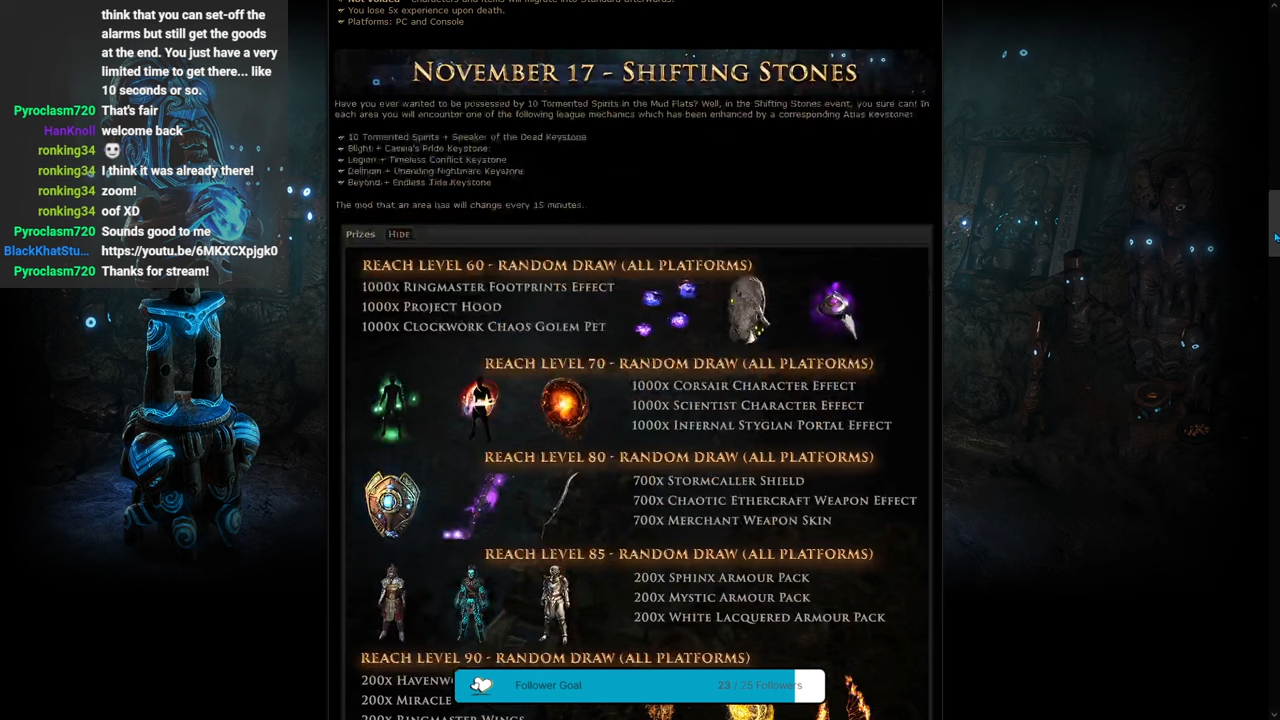 think that you can set-off the
alarms but still get the goods
at the end. You just have a very
limited time to get there... like
10 seconds or so.
Pyroclasm720 That's fair
HanKnoll welcome back
ronking34
ronking34 I think it was already there!
ronking34 zoom!
ronking34 oof XD
Pyroclasm720 Sounds good to me
BlackKhatStu... https://youtu.be/6MKXCXpjgk0
Pyroclasm720 Thanks for stream!
You lose 5x experience upon death.
Platforms: PC and Console
November 17 - Shifting Stones
Have you ever wanted to be possessed by 10 Tormented Spirits in the Mud Flats? Well, in the Shifting Stones event, you sure can! In
each area you will encounter one of the following league mechanics which has been enhanced by a corresponding Atlas Keystone:
10 Tormented Spirits + Speaker of the Dead Keystone
Blight + Cassia's Pride Keystone
Legion + Timeless Conflict Keystone
Delirium + Unending Nightmare Keystone
Beyond + Endless Tide Keystone
The mod that an area has will change every 15 minutes.
Prizes Hide
Reach Level 60 - Random Draw (All Platforms)
1000x Ringmaster Footprints Effect
1000x Project Hood
1000x Clockwork Chaos Golem Pet
Reach Level 70 - Random Draw (All Platforms)
1000x Corsair Character Effect
1000x Scientist Character Effect
1000x Infernal Stygian Portal Effect
Reach Level 80 - Random Draw (All Platforms)
700x Stormcaller Shield
700x Chaotic Ethercraft Weapon Effect
700x Merchant Weapon Skin
Reach Level 85 - Random Draw (All Platforms)
200x Sphinx Armour Pack
200x Mystic Armour Pack
200x White Lacquered Armour Pack
Reach Level 90 - Random Draw (All Platforms)
200x
200x Miracle
200x Ringmaster Wings
Follower Goal 23 / 25 Followers